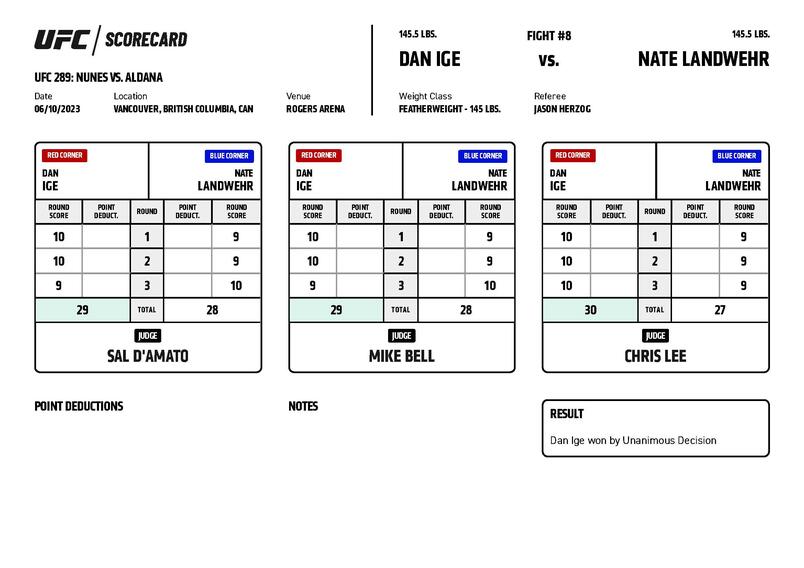 UFC / SCORECARD
UFC 289: NUNES VS. ALDANA
Date Location Venue
06/10/2023 VANCOUVER, BRITISH COLUMBIA, CAN ROGERS ARENA
145.5 LBS. FIGHT #8 145.5 LBS.
DAN IGE VS. NATE LANDWEHR
Weight Class Referee
FEATHERWEIGHT - 145 LBS. JASON HERZOG
RED CORNER BLUE CORNER
DAN NATE
IGE LANDWEHR
ROUND SCORE POINT DEDUCT. ROUND POINT DEDUCT. ROUND SCORE
10 1 9
10 2 9
9 3 10
29 TOTAL 28
JUDGE
SAL D'AMATO
RED CORNER BLUE CORNER
DAN NATE
IGE LANDWEHR
ROUND SCORE POINT DEDUCT. ROUND POINT DEDUCT. ROUND SCORE
10 1 9
10 2 9
9 3 10
29 TOTAL 28
JUDGE
MIKE BELL
RED CORNER BLUE CORNER
DAN NATE
IGE LANDWEHR
ROUND SCORE POINT DEDUCT. ROUND POINT DEDUCT. ROUND SCORE
10 1 9
10 2 9
10 3 9
30 TOTAL 27
JUDGE
CHRIS LEE
POINT DEDUCTIONS
NOTES
RESULT
Dan Ige won by Unanimous Decision